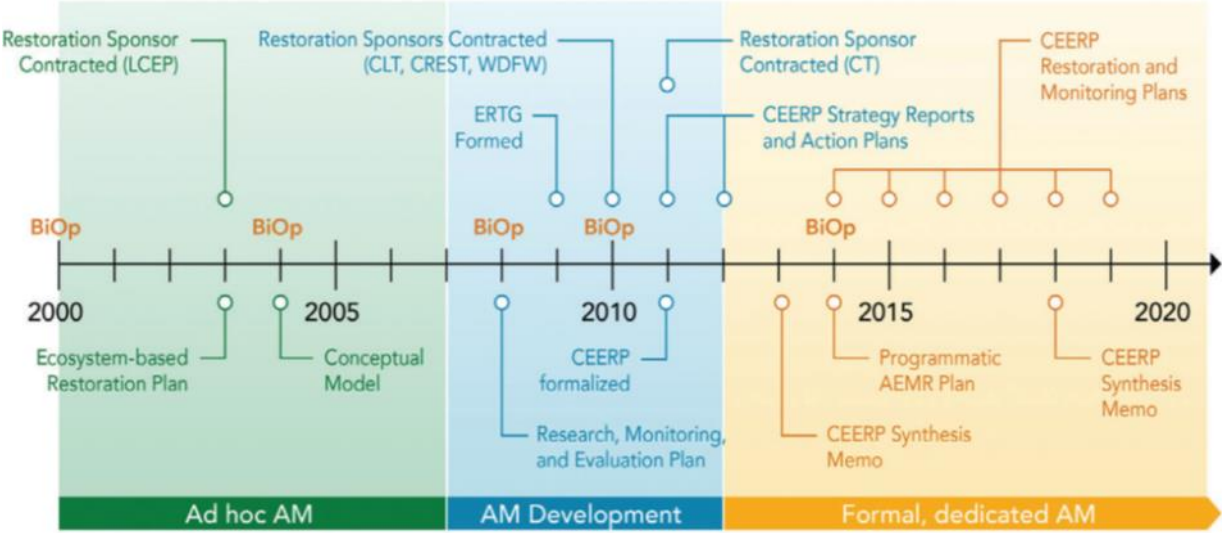 Restoration Sponsor
Contracted (LCEP)
Restoration Sponsors Contracted
(CLT, CREST, WDFW)
ERTG
Formed
Restoration Sponsor
Contracted (CT)
CEERP Strategy Reports
and Action Plans
CEERP
Restoration and
Monitoring Plans
BiOp
BiOp
BiOp
BiOp
BiOp
2000
2005
2010
2015
2020
Ecosystem-based
Restoration Plan
Conceptual
Model
CEERP
formalized
Research, Monitoring,
and Evaluation Plan
Programmatic
AEMR Plan
CEERP Synthesis
Memo
CEERP
Synthesis
Memo
Ad hoc AM
AM Development
Formal, dedicated AM